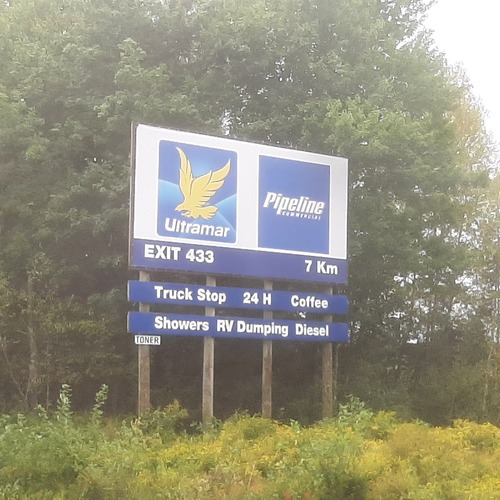 Ultramar
Pipeline
COMMERCIAL
EXIT 433 7 Km
Truck Stop 24 H Coffee
Showers RV Dumping Diesel
TONER